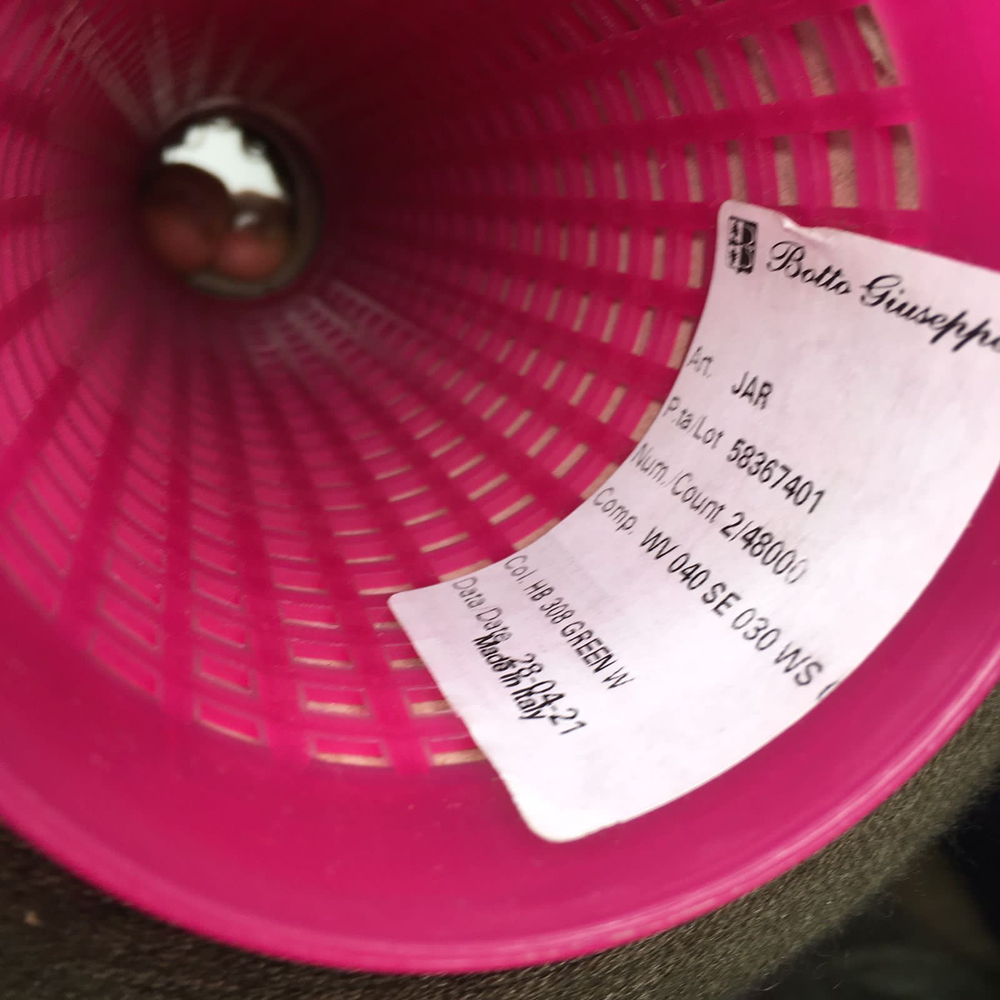 Botto Giuseppe
Art. JAR
P.ta/Lot 58367401
Num./Count 2/48000
Comp. WV 040 SE 030 WS
Col. HB 308 GREEN W
Data Date 28-04-21
Made in Italy